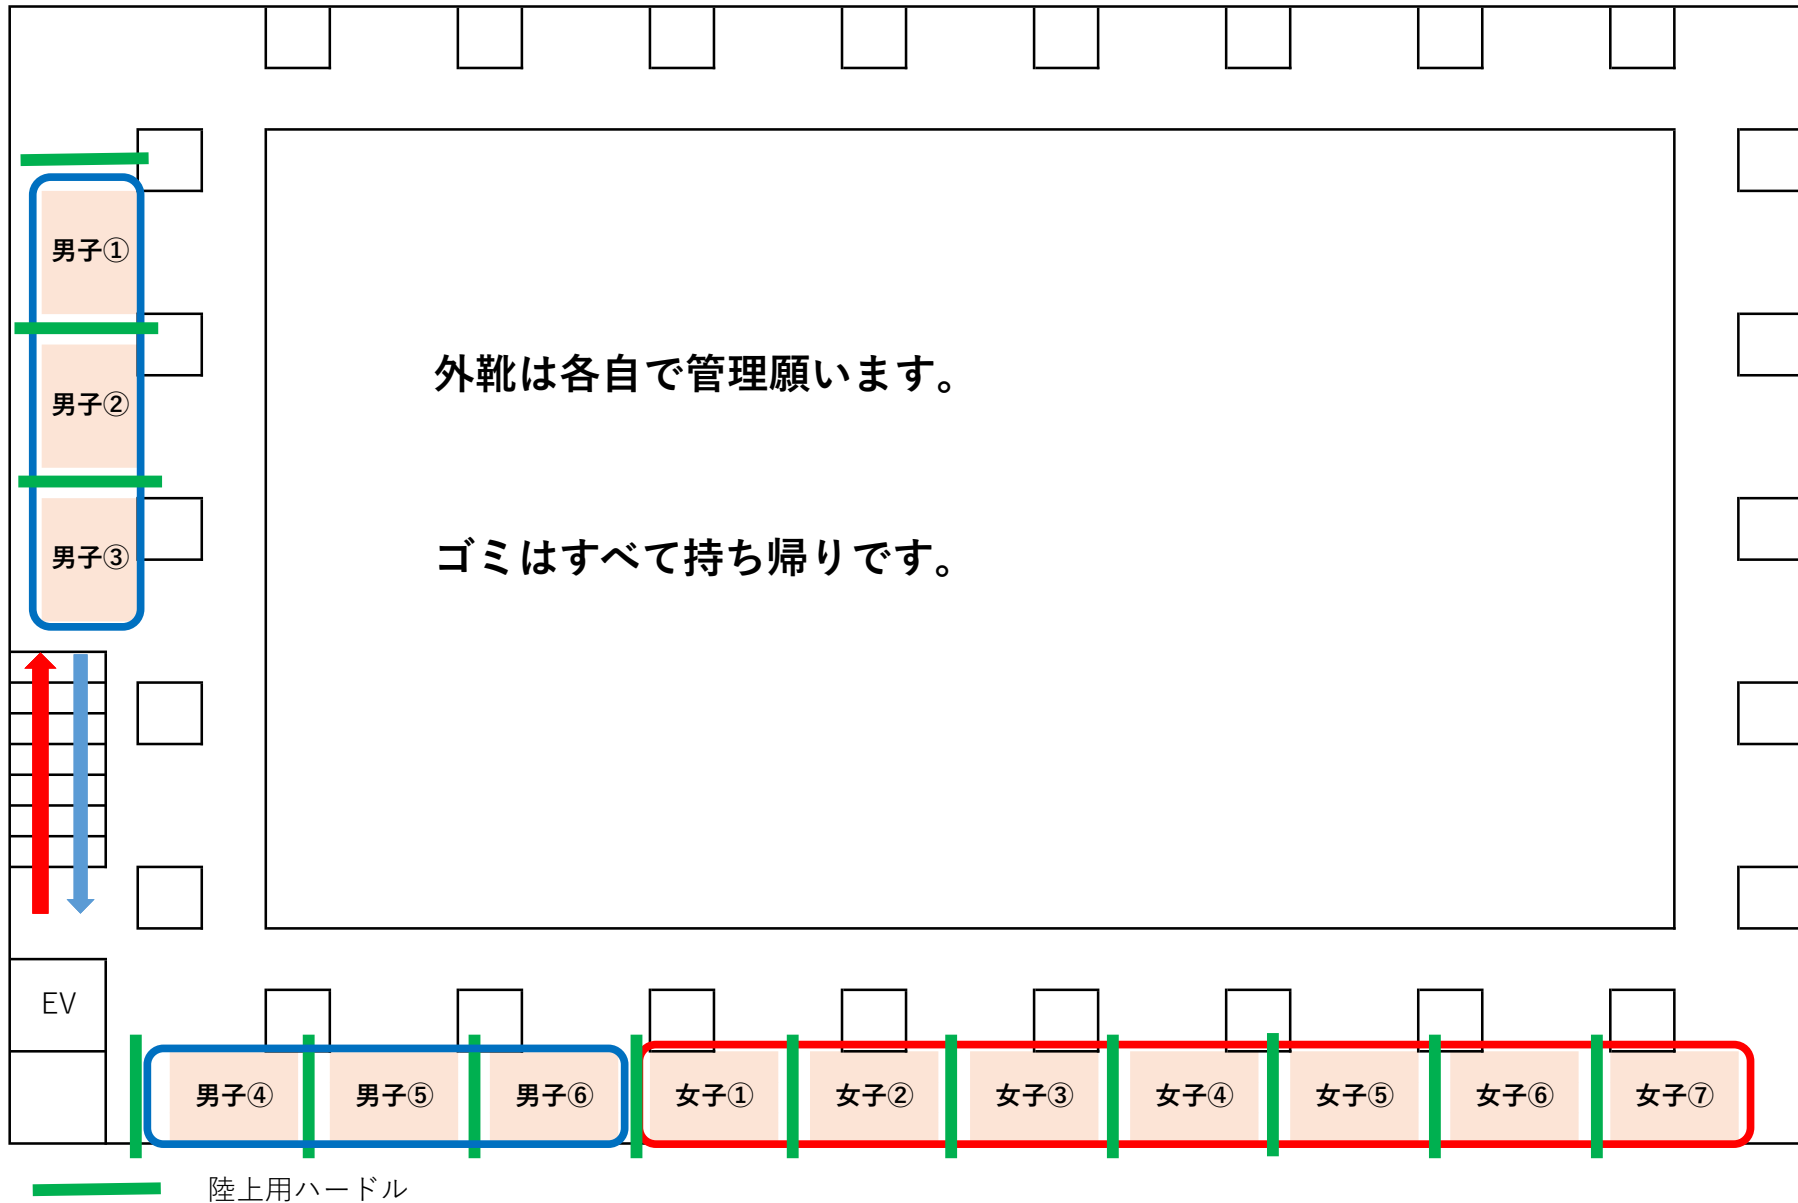 男子①
外靴は各自で管理願います。
男子②
ゴミはすべて持ち帰りです。
男子③
EV
男子④
男子⑤
男子⑥
女子①
女子②
女子③
女子④
女子⑤
女子⑥
女子⑦
陸上用ハードル